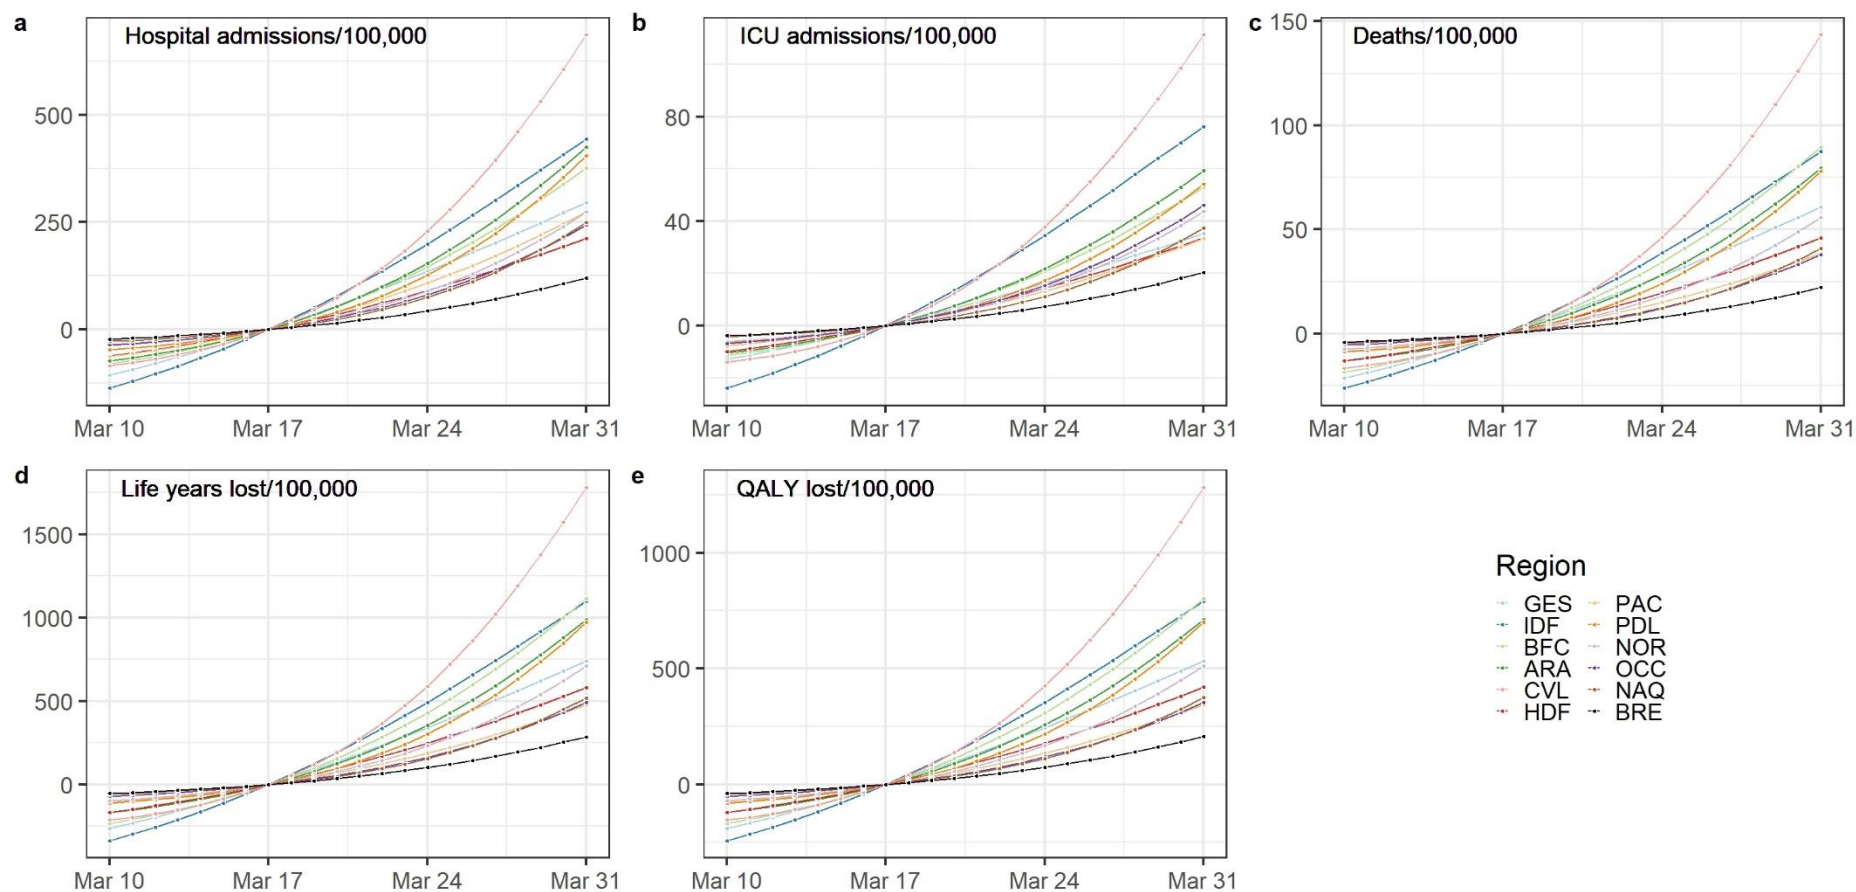 a
Hospital admissions/100,000
500
250
0
Mar 10 Mar 17 Mar 24 Mar 31
b
ICU admissions/100,000
80
40
0
Mar 10 Mar 17 Mar 24 Mar 31
c
Deaths/100,000
150
100
50
0
Mar 10 Mar 17 Mar 24 Mar 31
d
Life years lost/100,000
1500
1000
500
0
Mar 10 Mar 17 Mar 24 Mar 31
e
QALY lost/100,000
1000
500
0
Mar 10 Mar 17 Mar 24 Mar 31
Region
GES PAC
IDF PDL
BFC NOR
ARA OCC
CVL NAQ
HDF BRE